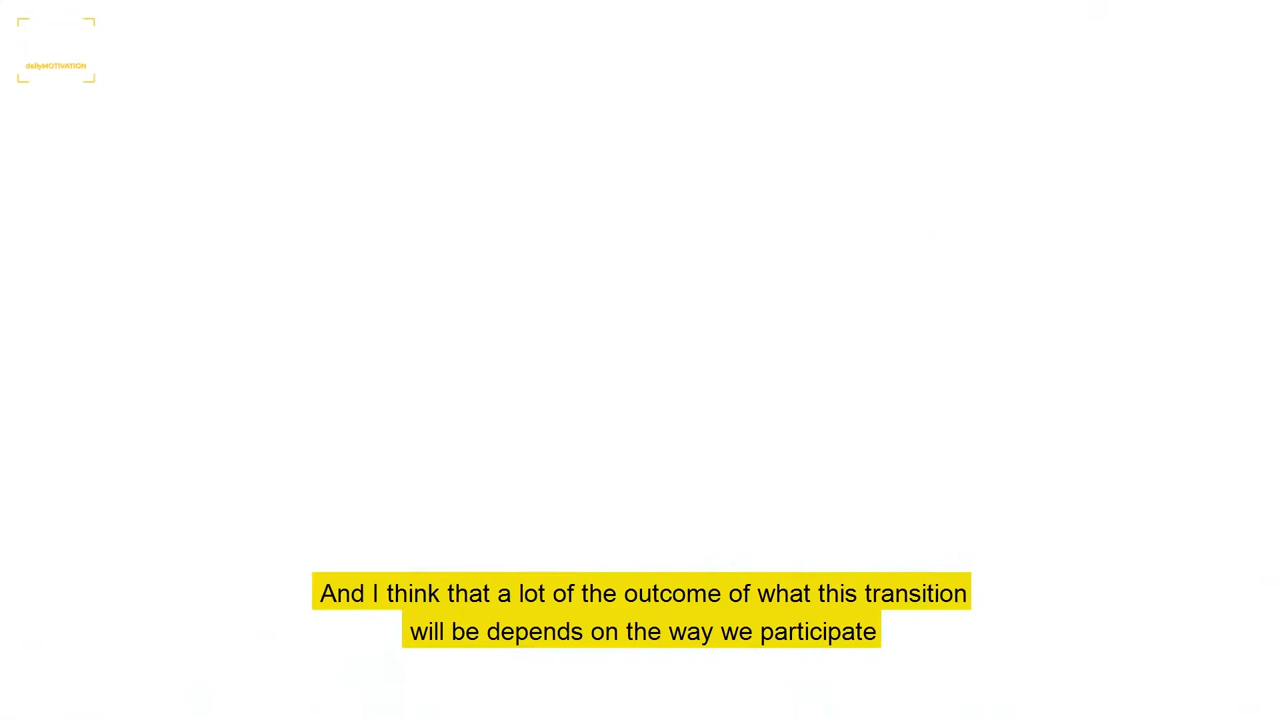 dailyMOTIVATION
And I think that a lot of the outcome of what this transition
will be depends on the way we participate